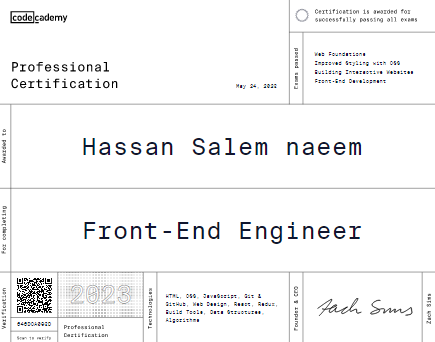 codecademy
Certification is awarded for
successfully passing all exams
Professional
Certification
May 24, 2023
Exams passed
Web Foundations
Improved Styling with CSS
Building Interactive Websites
Front-End Development
Awarded to
Hassan Salem naeem
For completing
Front-End Engineer
Verification
Scan to verify
2023
Professional
Certification
Technologies
HTML, CSS, JavaScript, Git &
GitHub, Web Design, React, Redux,
Build Tools, Data Structures,
Algorithms
Founder & CEO
Zach Sims
Zach Sims